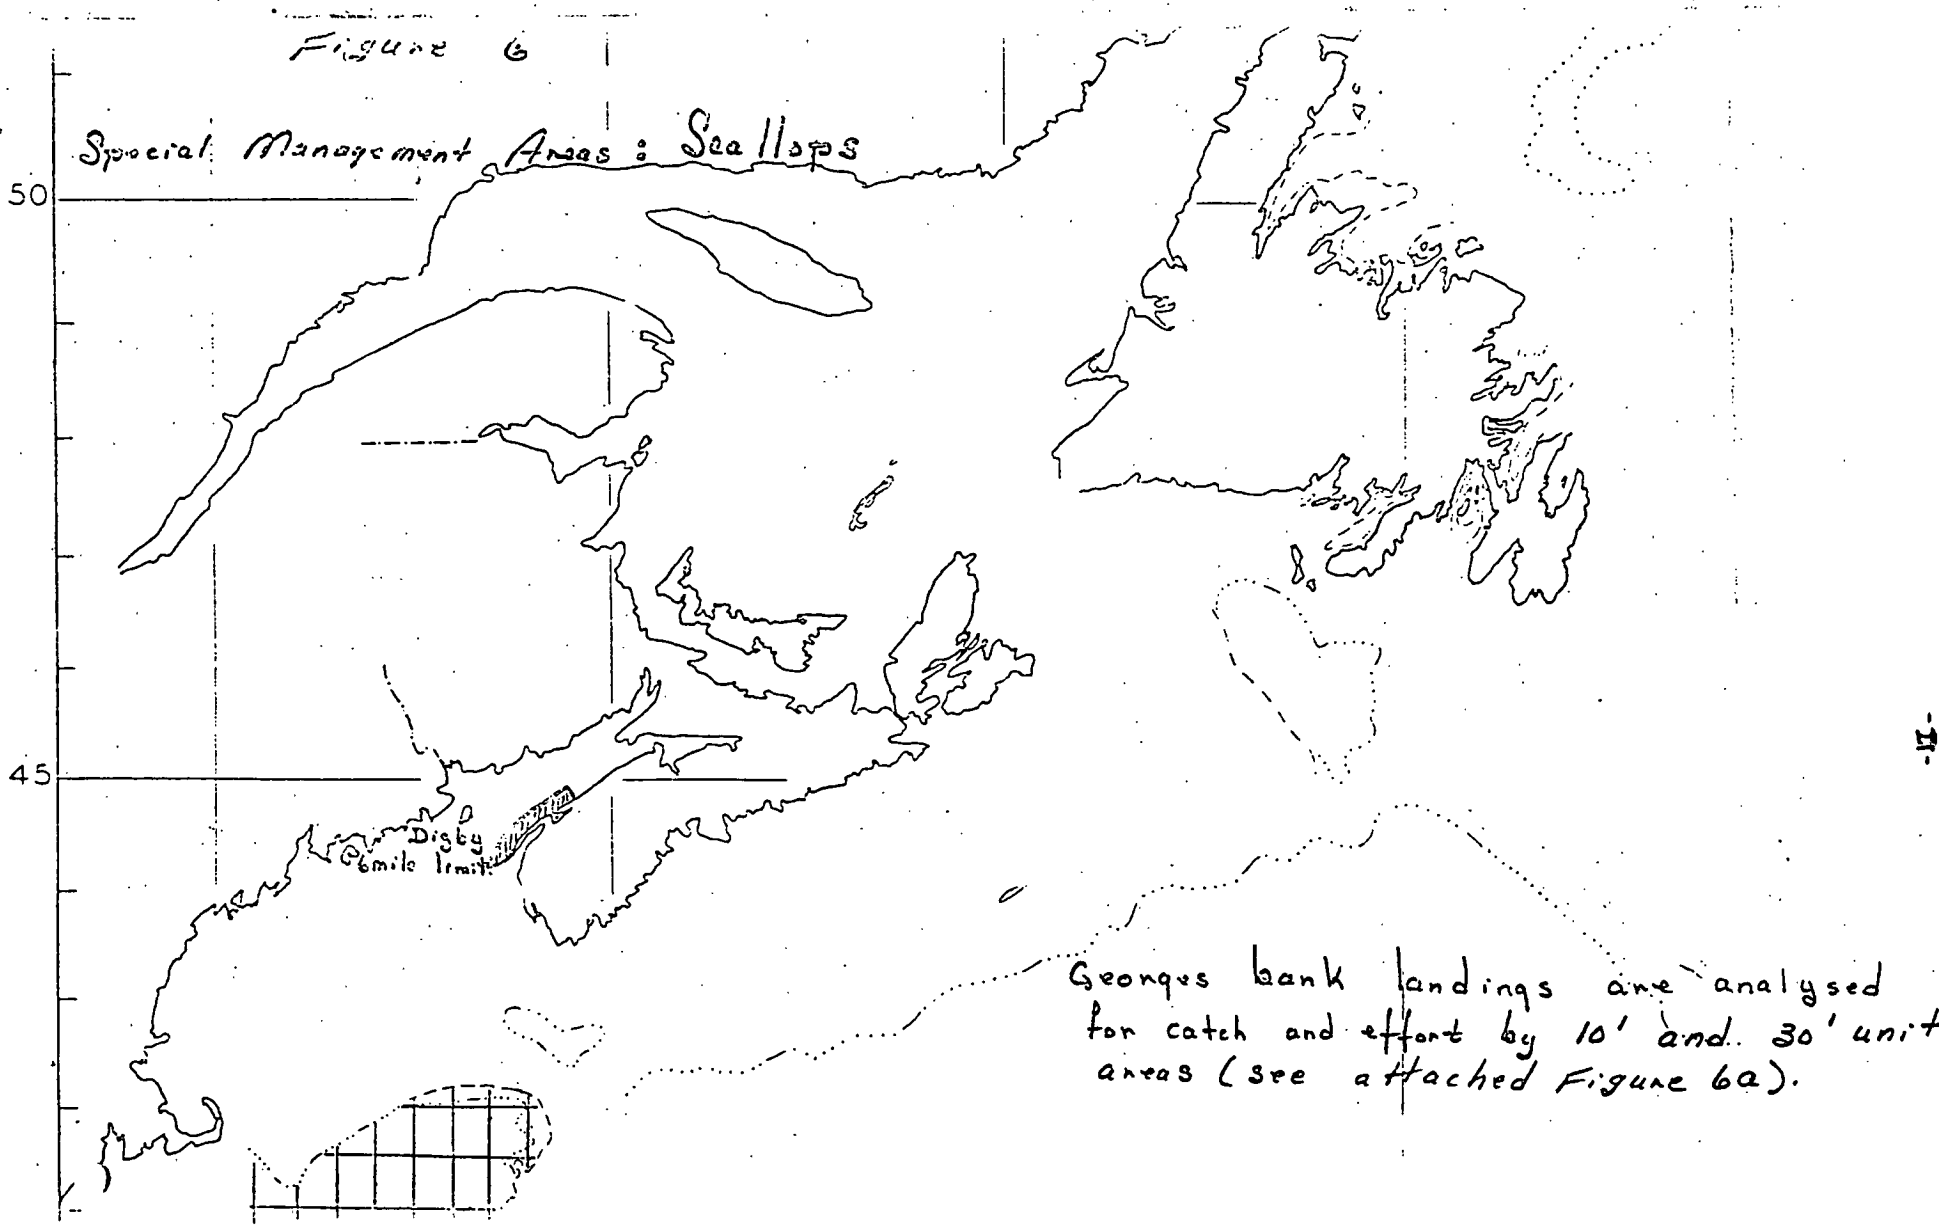 Figure 6
Special Management Areas: Scallops
50
45
Digby
6 mile limit
Georges bank landings are analysed
for catch and effort by 10' and 30' unit
areas (see attached Figure 6a).
-11-